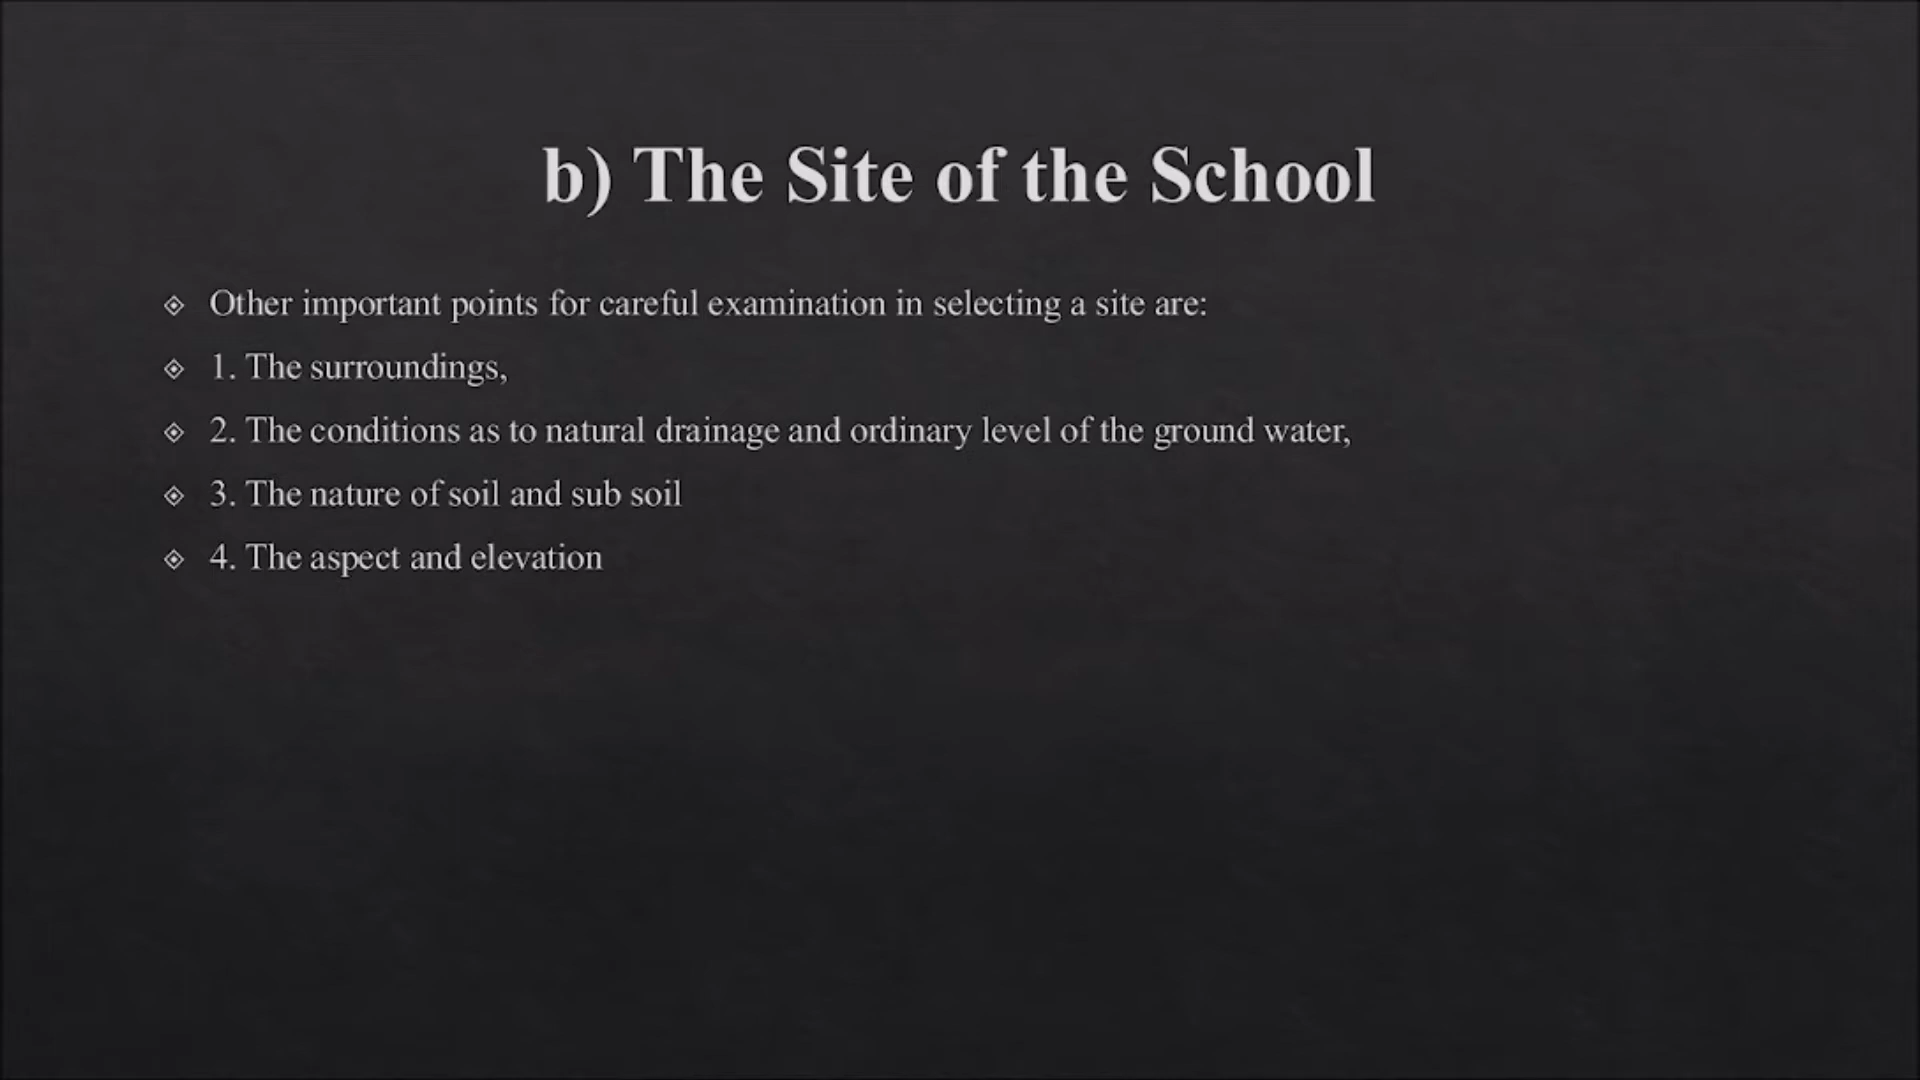 b) The Site of the School
Other important points for careful examination in selecting a site are:
1. The surroundings,
2. The conditions as to natural drainage and ordinary level of the ground water,
3. The nature of soil and sub soil
4. The aspect and elevation